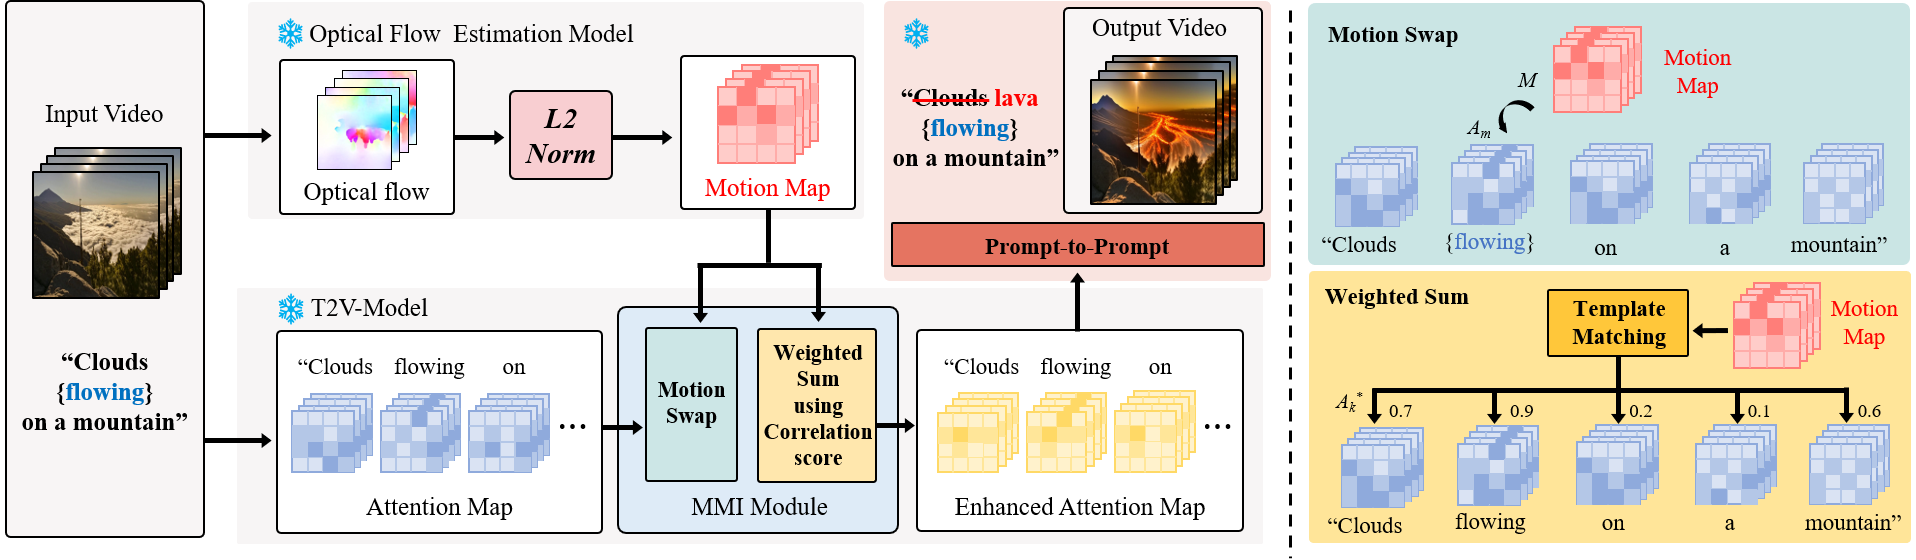 Input Video
“Clouds
{flowing}
on a mountain”
Optical Flow Estimation Model
Optical flow
L2
Norm
Motion Map
T2V-Model
“Clouds flowing on ...
Attention Map
Motion
Swap
Weighted
Sum
using
Correlation
score
MMI Module
“Clouds flowing on ...
Enhanced Attention Map
“Clouds lava
{flowing}
on a mountain”
Output Video
Prompt-to-Prompt
Motion Swap
Motion
Map
M
Am
“Clouds {flowing} on a mountain”
Weighted Sum
Template
Matching
Motion
Map
Ak* 0.7 0.9 0.2 0.1 0.6
“Clouds flowing on a mountain”